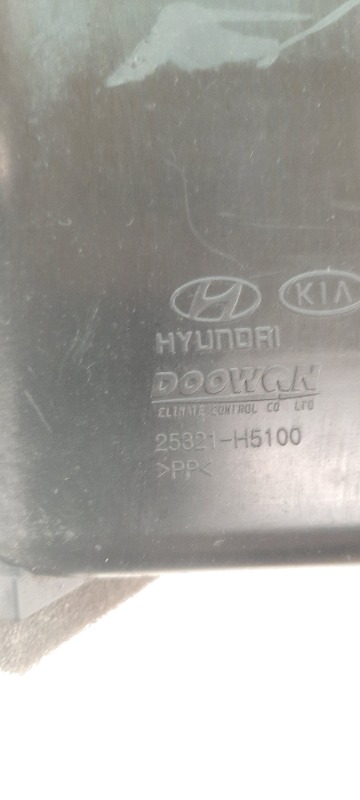 KIA
HYUNDAI
DOOWON
CLIMATE CONTROL CO LTD
25321-H5100
>PP<